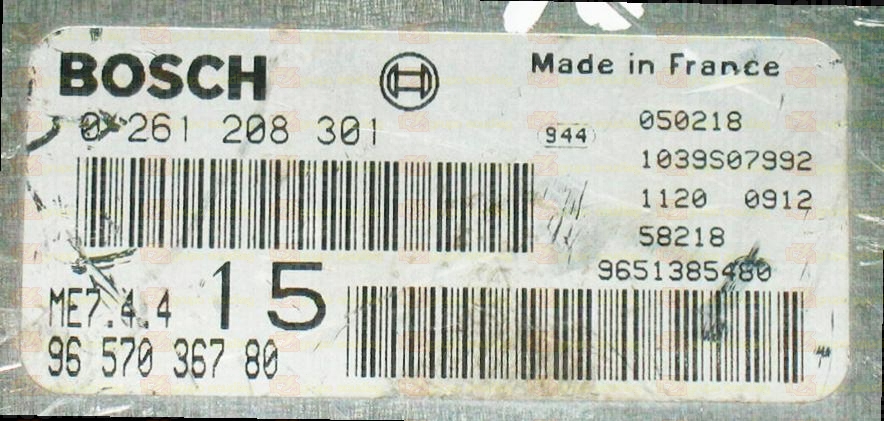 BOSCH
Made in France
0 261 208 301
944
050218
1039S07992
1120 0912
58218
9651385480
ME7.4.4 15
96 570 367 80